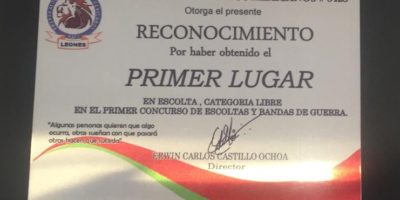 Otorga el presente
RECONOCIMIENTO
Por haber obtenido el
PRIMER LUGAR
EN ESCOLTA, CATEGORIA LIBRE
EN EL PRIMER CONCURSO DE ESCOLTAS Y BANDAS DE GUERRA.
LEONES
"Algunas personas quieren que algo
ocurra, otras sueñan con que pasará
otras hacen que suceda".
ERWIN CARLOS CASTILLO OCHOA
Director